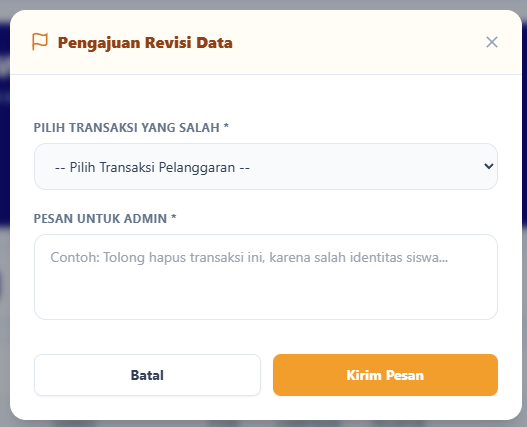 Pengajuan Revisi Data
PILIH TRANSAKSI YANG SALAH *
-- Pilih Transaksi Pelanggaran --
PESAN UNTUK ADMIN *
Contoh: Tolong hapus transaksi ini, karena salah identitas siswa...
Batal
Kirim Pesan